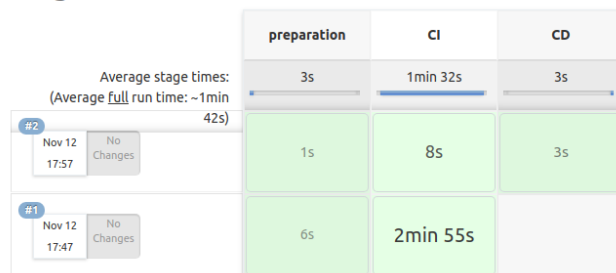 preparation CI CD
Average stage times: 3s 1min 32s 3s
(Average full run time: ~1min
42s)
#2
Nov 12 No
Changes 1s 8s 3s
17:57
#1
Nov 12 No
Changes 6s 2min 55s
17:47